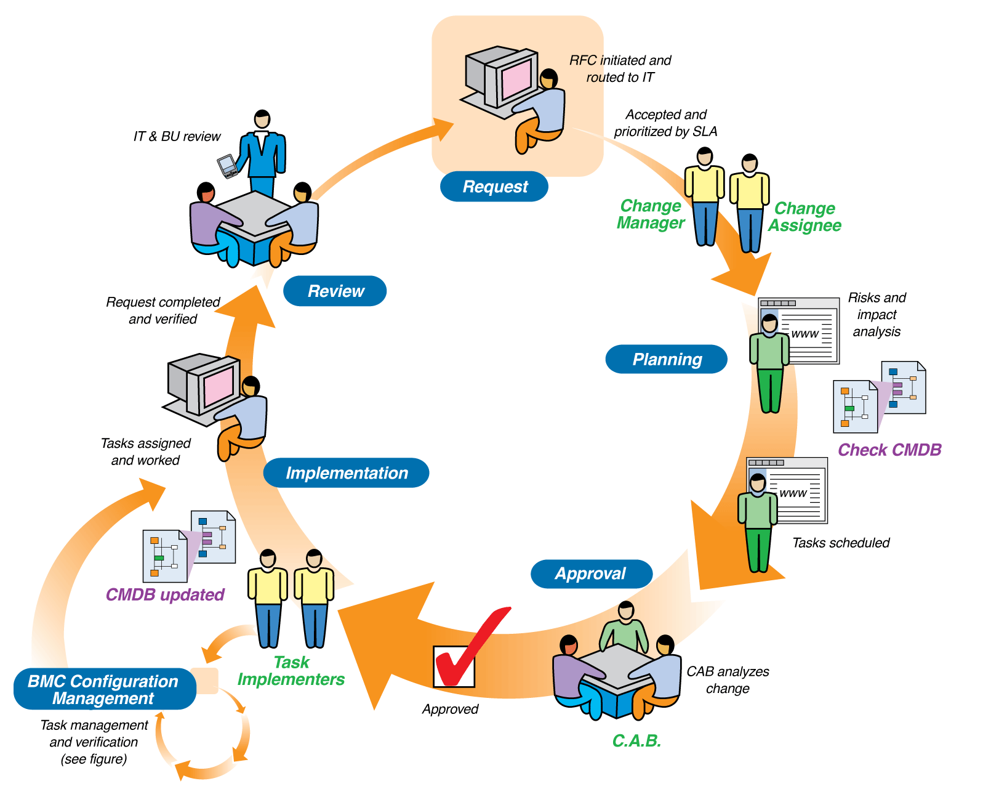 RFC initiated and
routed to IT
Request
Accepted and
prioritized by SLA
Change
Manager
Change
Assignee
Risks and
impact
analysis
www
Planning
Check CMDB
www
Tasks scheduled
Approval
CAB analyzes
change
C.A.B.
Approved
Task
Implementers
BMC Configuration
Management
Task management
and verification
(see figure)
CMDB updated
Tasks assigned
and worked
Implementation
Request completed
and verified
Review
IT & BU review